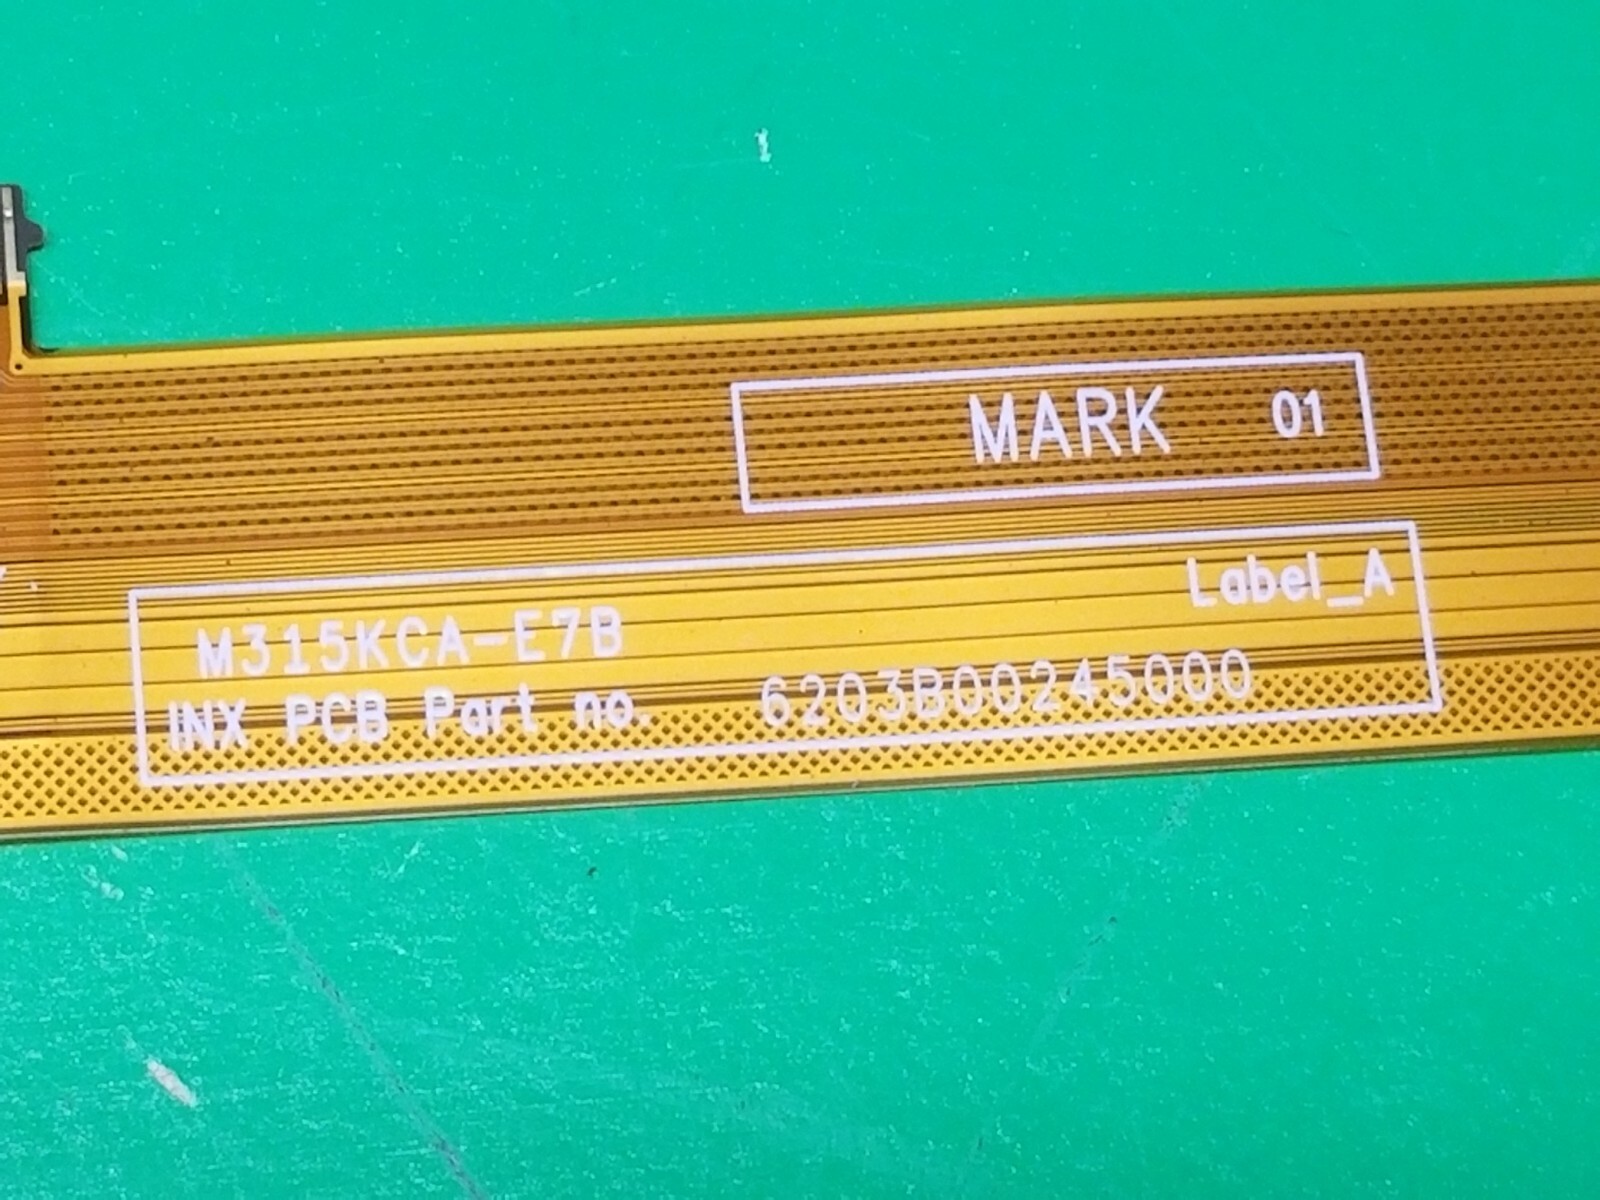 MARK 01
Label_A
M315KCA-E7B
INX PCB Part no. 6203B00245000